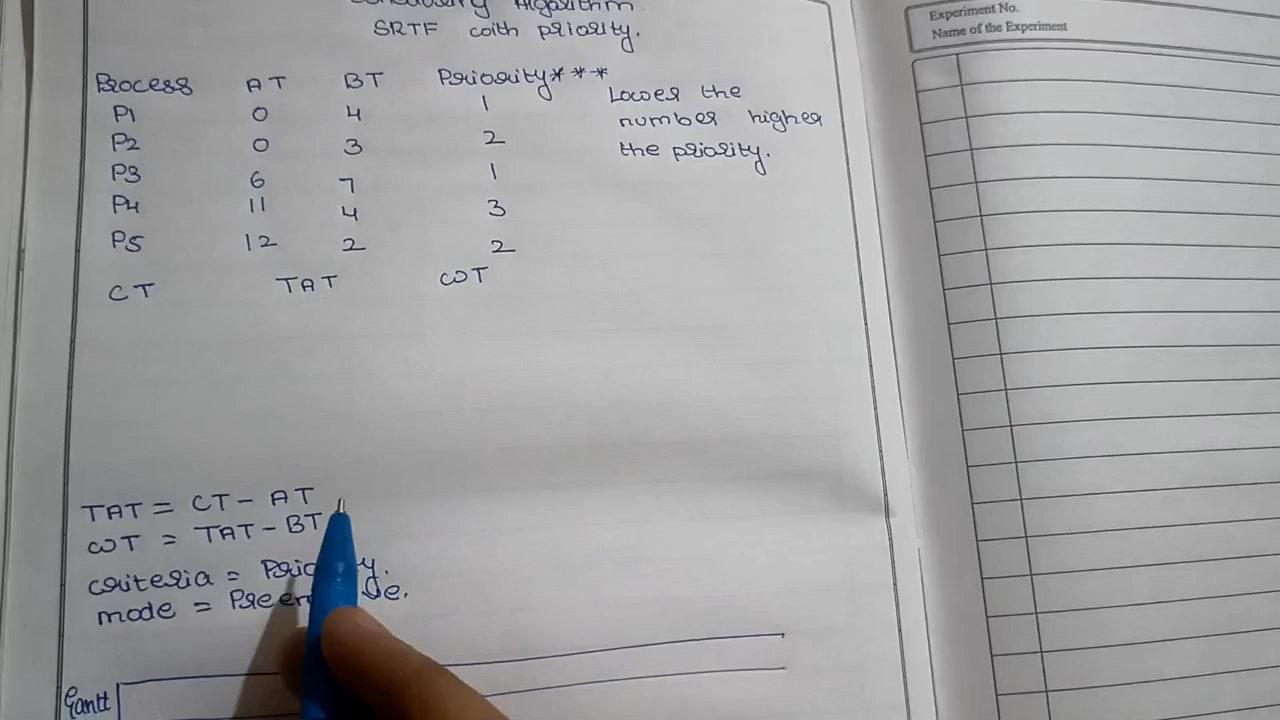 Scheduling Algorithm
SRTF with priority.
Process AT BT Priority***
P1 0 4 1
P2 0 3 2
P3 6 7 1
P4 11 4 3
P5 12 2 2
Lower the
number higher
the priority.
CT TAT WT
TAT = CT - AT
WT = TAT - BT
criteria =
mode =
Gantt
Experiment No.
Name of the Experiment